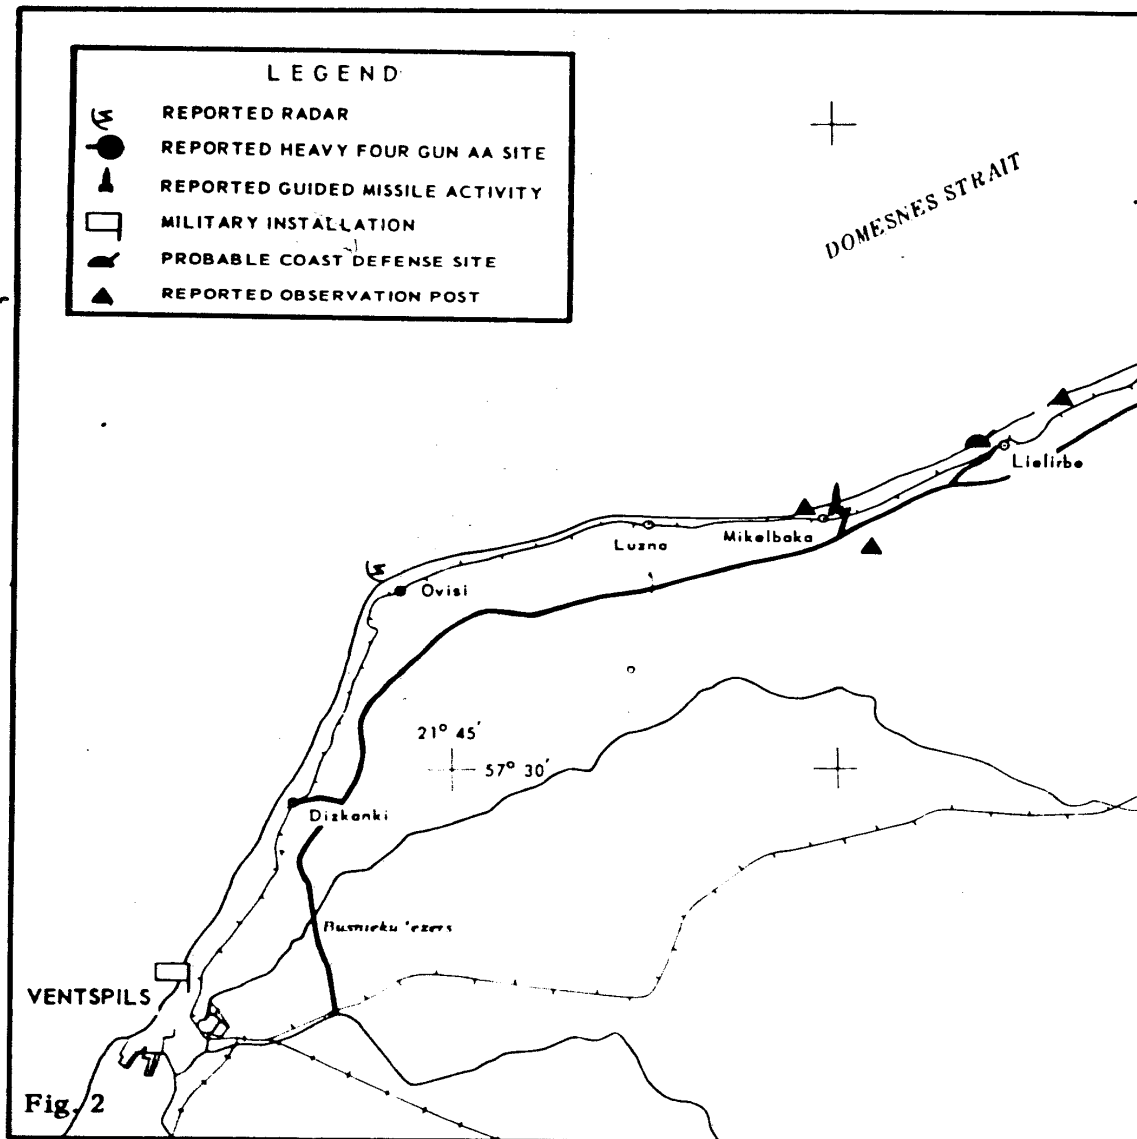 LEGEND
REPORTED RADAR
REPORTED HEAVY FOUR GUN AA SITE
REPORTED GUIDED MISSILE ACTIVITY
MILITARY INSTALLATION
PROBABLE COAST DEFENSE SITE
REPORTED OBSERVATION POST
DOMESNES STRAIT
Lielirbe
Mikelbaka
Luzna
Ovisi
21° 45'
57° 30'
Dizkanki
Busnieku
VENTSPILS
Fig. 2